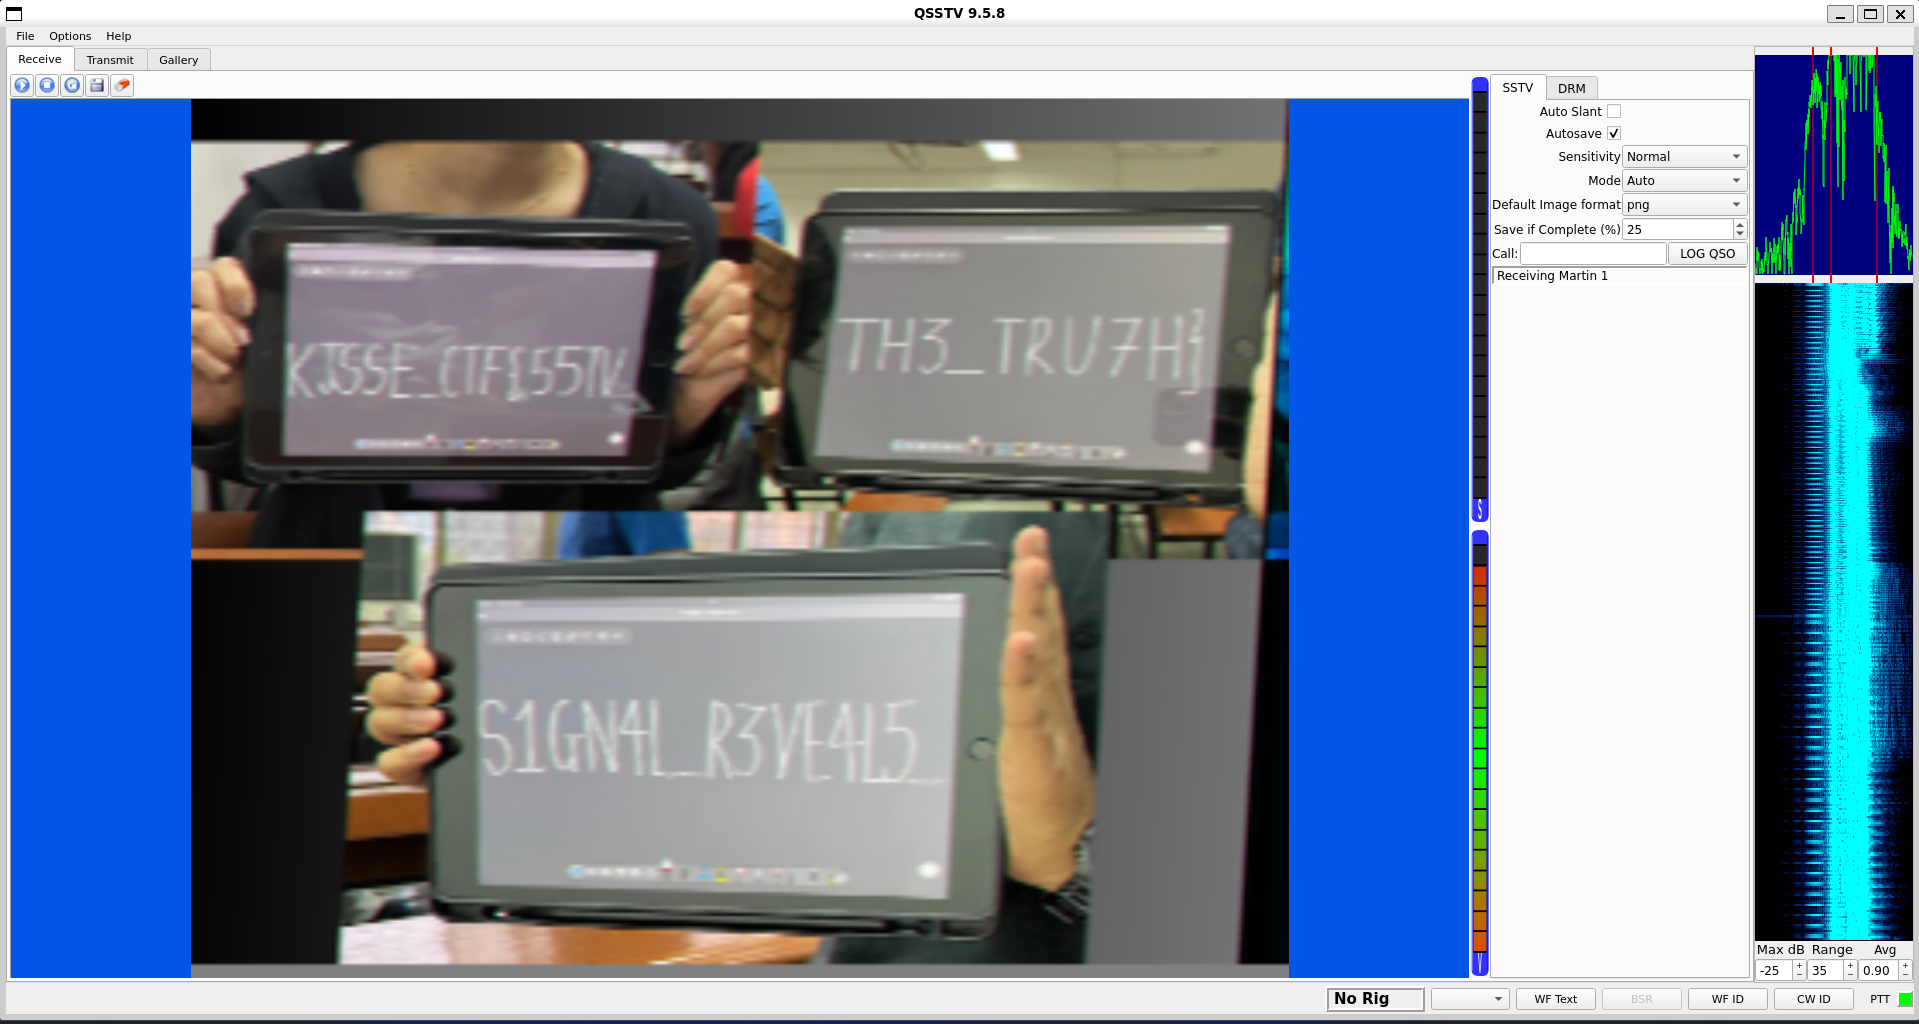 QSSTV 9.5.8
File Options Help
Receive Transmit Gallery
SSTV DRM
Auto Slant
Autosave
Sensitivity Normal
Mode Auto
Default Image format png
Save if Complete (%) 25
Call: LOG QSO
Receiving Martin 1
KJSSE_CTF{S5TV_
TH3_TRU7H}
S1GN4L_R3VE4L5_
S
V
Max dB Range Avg
-25 35 0.90
No Rig WF Text BSR WF ID CW ID PTT